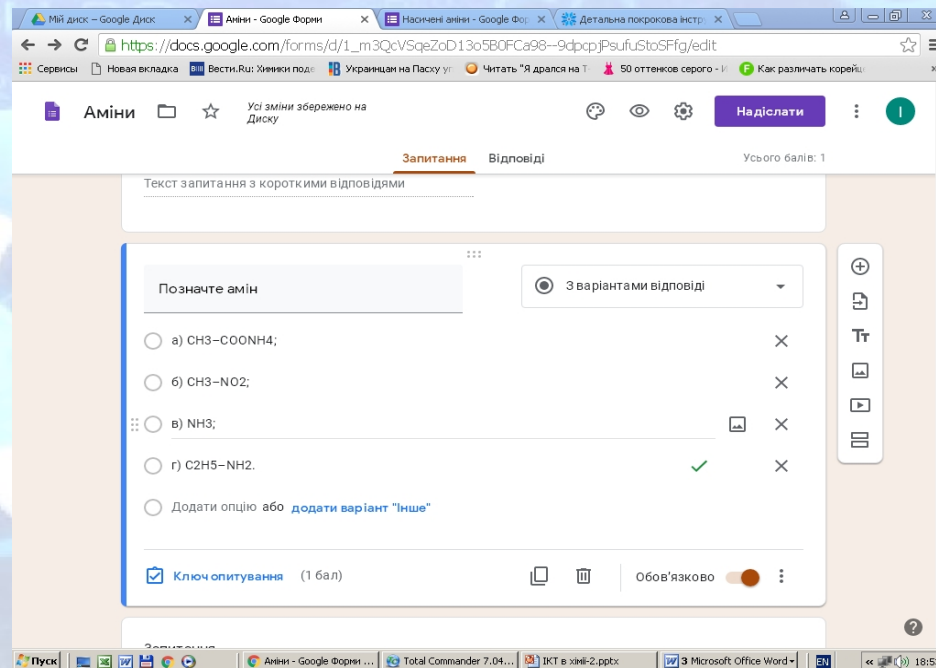 Мій диск – Google Диск
Аміни - Google Форми
Насичені аміни - Google Фор
Детальна покрокова інстр
https://docs.google.com/forms/d/1_m3QcVSqeZoD13o5B0FCa98--9dpcpjPsufuStoSFfg/edit
Сервисы
Новая вкладка
Вести.Ru: Химики поде
Украинцам на Пасху уг
Читать "Я дрался на Т
50 оттенков серого - И
Как различать корейц
Аміни
Усі зміни збережено на
Диску
Надіслати
I
Запитання
Відповіді
Усього балів: 1
Текст запитання з короткими відповідями
Позначте амін
З варіантами відповіді
а) CH3–COONH4;
б) CH3–NO2;
в) NH3;
г) C2H5–NH2.
Додати опцію або додати варіант "Інше"
Ключ опитування (1 бал)
Обов'язково
Запитання
Пуск
Аміни - Google Форми ...
Total Commander 7.04...
ІКТ в хімії-2.pptx
3 Microsoft Office Word
EN
18:5